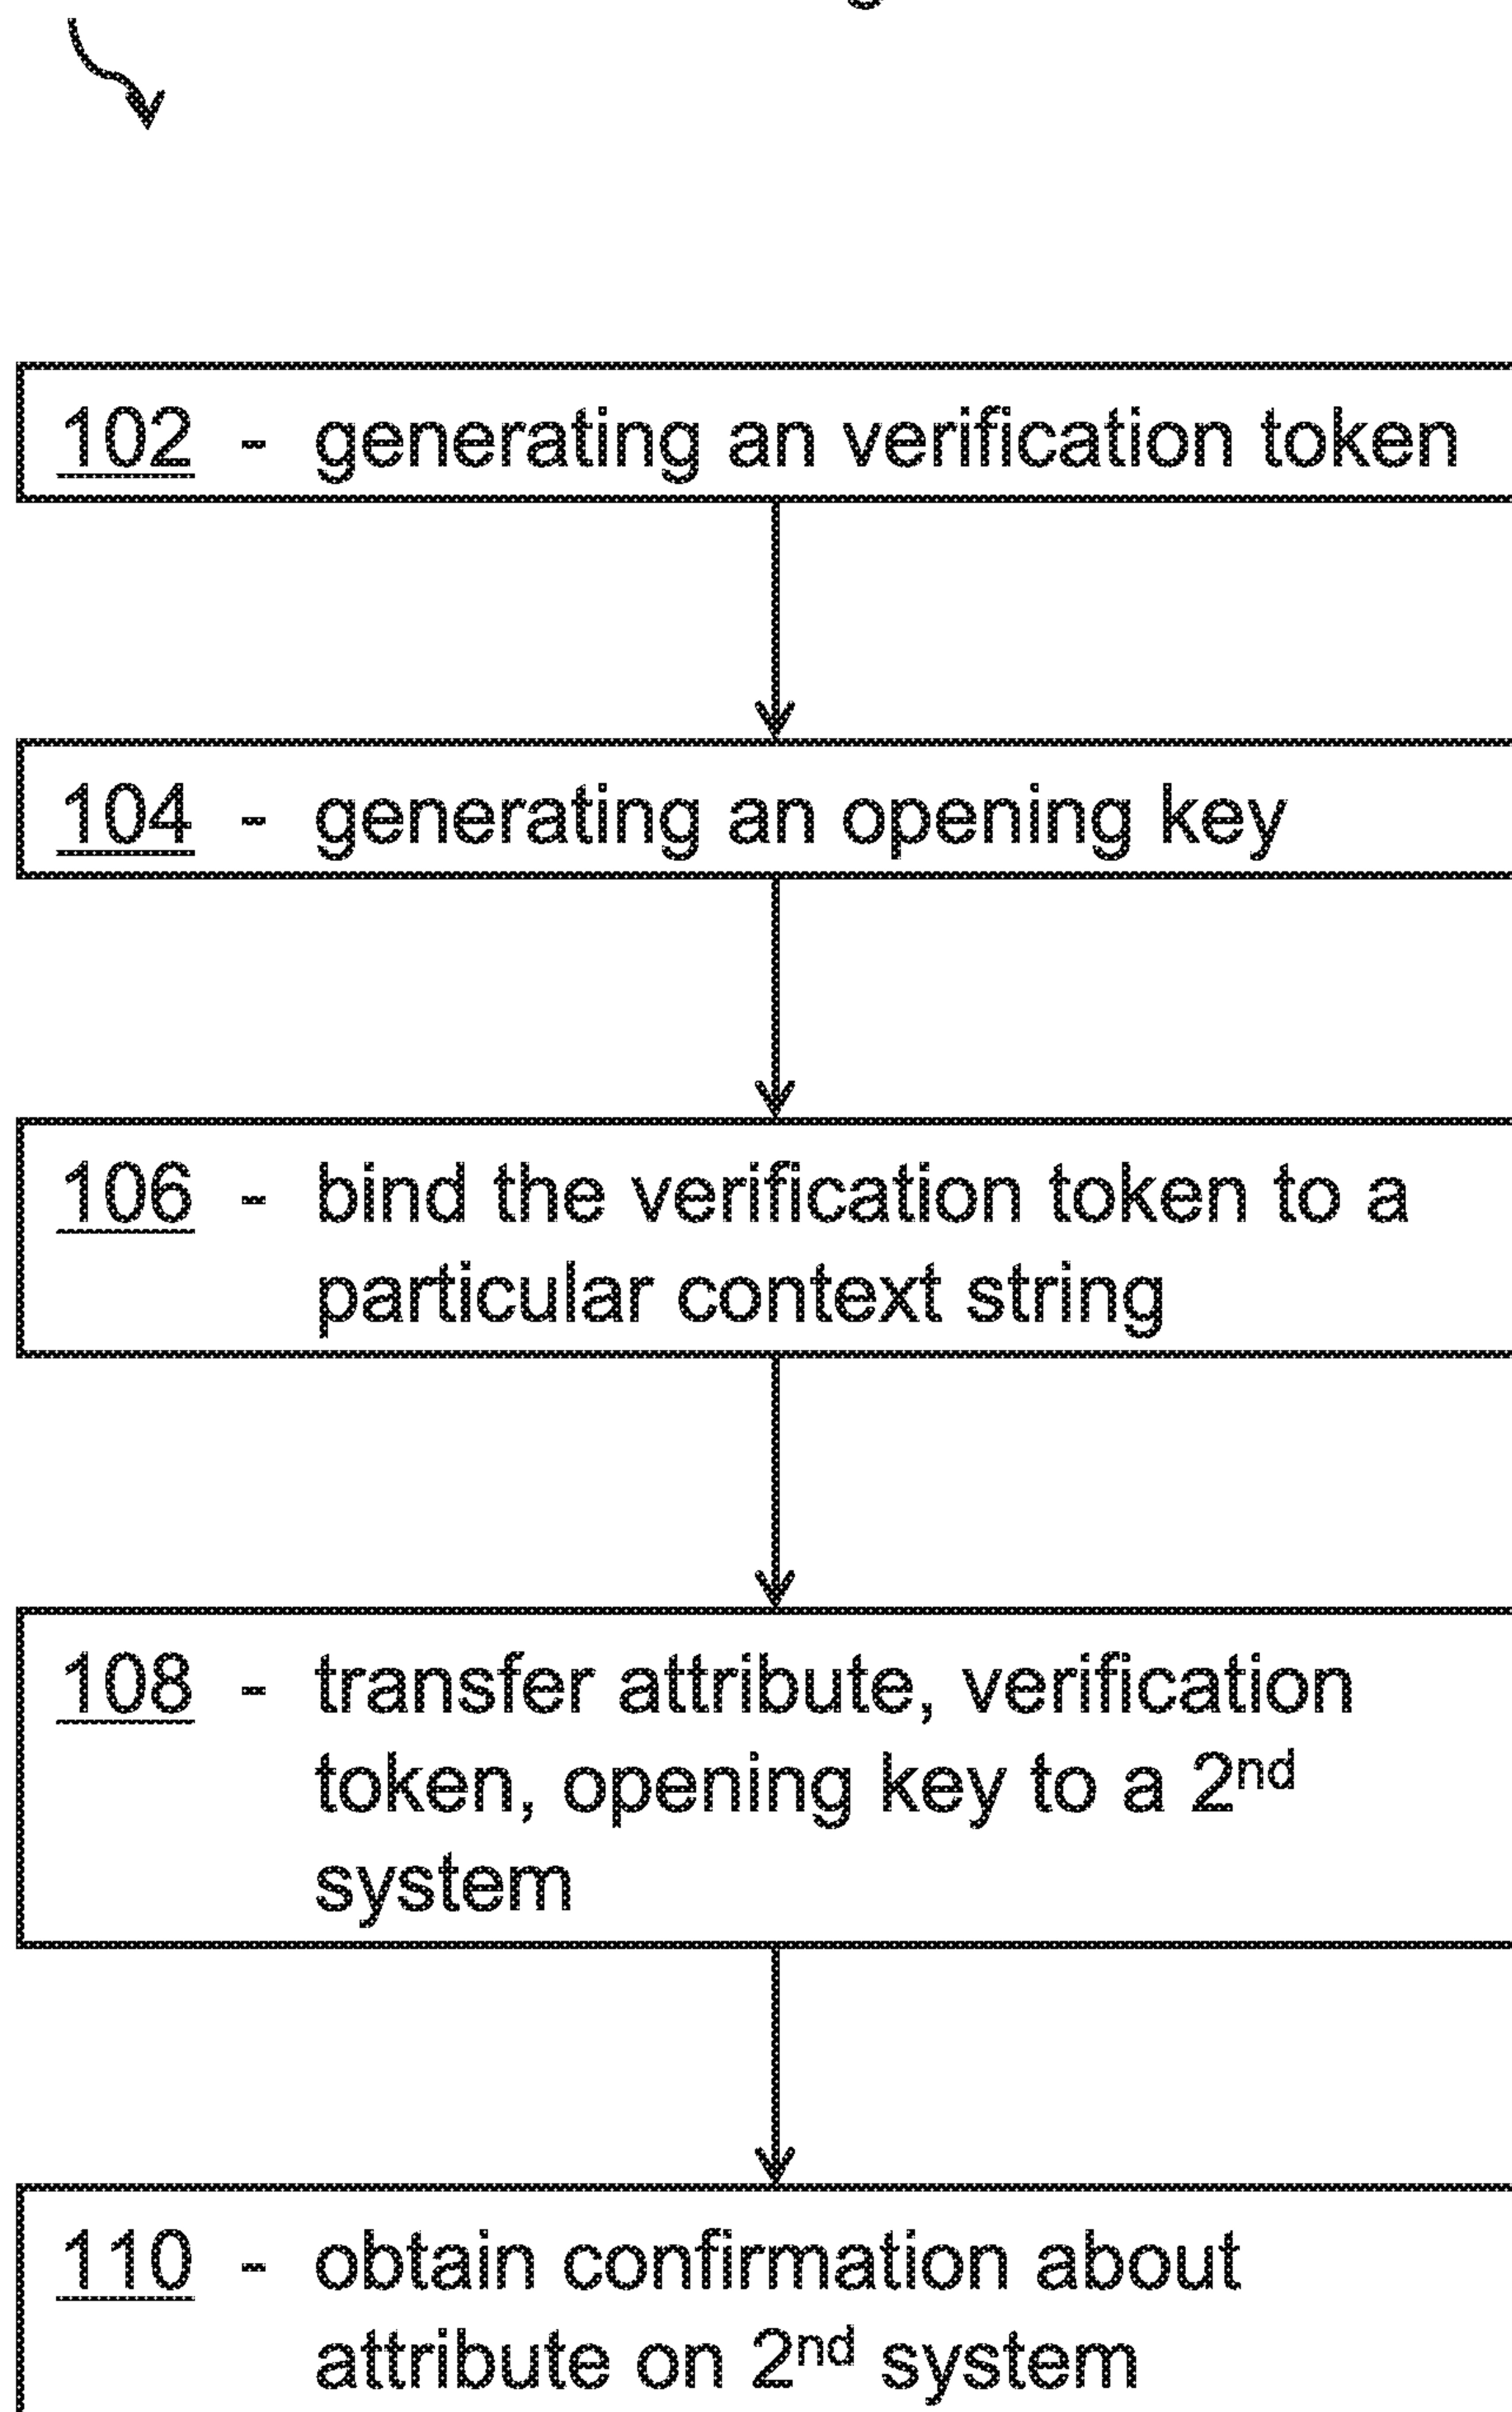 102 - generating an verification token
104 - generating an opening key
106 - bind the verification token to a
particular context string
108 - transfer attribute, verification
token, opening key to a 2nd
system
110 - obtain confirmation about
attribute on 2nd system